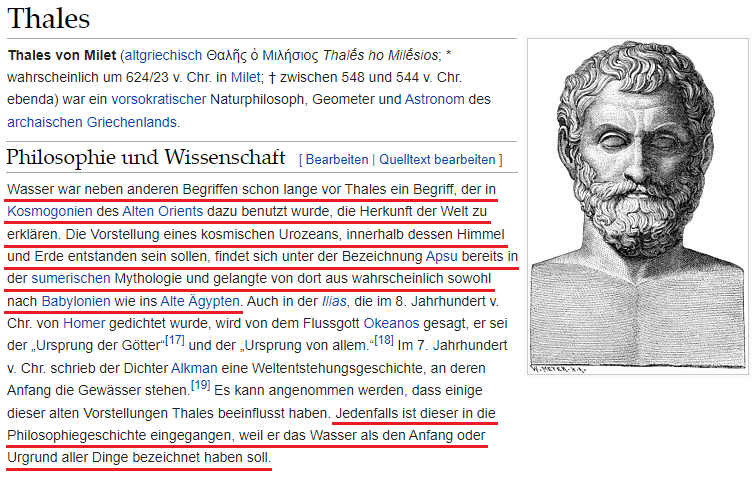 Thales
Thales von Milet (altgriechisch Θαλῆς ὁ Μιλήσιος Thalḗs ho Milḗsios; *
wahrscheinlich um 624/23 v. Chr. in Milet; † zwischen 548 und 544 v. Chr.
ebenda) war ein vorsokratischer Naturphilosoph, Geometer und Astronom des
archaischen Griechenlands.
Philosophie und Wissenschaft [ Bearbeiten | Quelltext bearbeiten ]
Wasser war neben anderen Begriffen schon lange vor Thales ein Begriff, der in
Kosmogonien des Alten Orients dazu benutzt wurde, die Herkunft der Welt zu
erklären. Die Vorstellung eines kosmischen Urozeans, innerhalb dessen Himmel
und Erde entstanden sein sollen, findet sich unter der Bezeichnung Apsu bereits in
der sumerischen Mythologie und gelangte von dort aus wahrscheinlich sowohl
nach Babylonien wie ins Alte Ägypten. Auch in der Ilias, die im 8. Jahrhundert v.
Chr. von Homer gedichtet wurde, wird von dem Flussgott Okeanos gesagt, er sei
der „Ursprung der Götter“[17] und der „Ursprung von allem.“[18] Im 7. Jahrhundert
v. Chr. schrieb der Dichter Alkman eine Weltentstehungsgeschichte, an deren
Anfang die Gewässer stehen.[19] Es kann angenommen werden, dass einige
dieser alten Vorstellungen Thales beeinflusst haben. Jedenfalls ist dieser in die
Philosophiegeschichte eingegangen, weil er das Wasser als den Anfang oder
Urgrund aller Dinge bezeichnet haben soll.
W. MEYER. X.A.